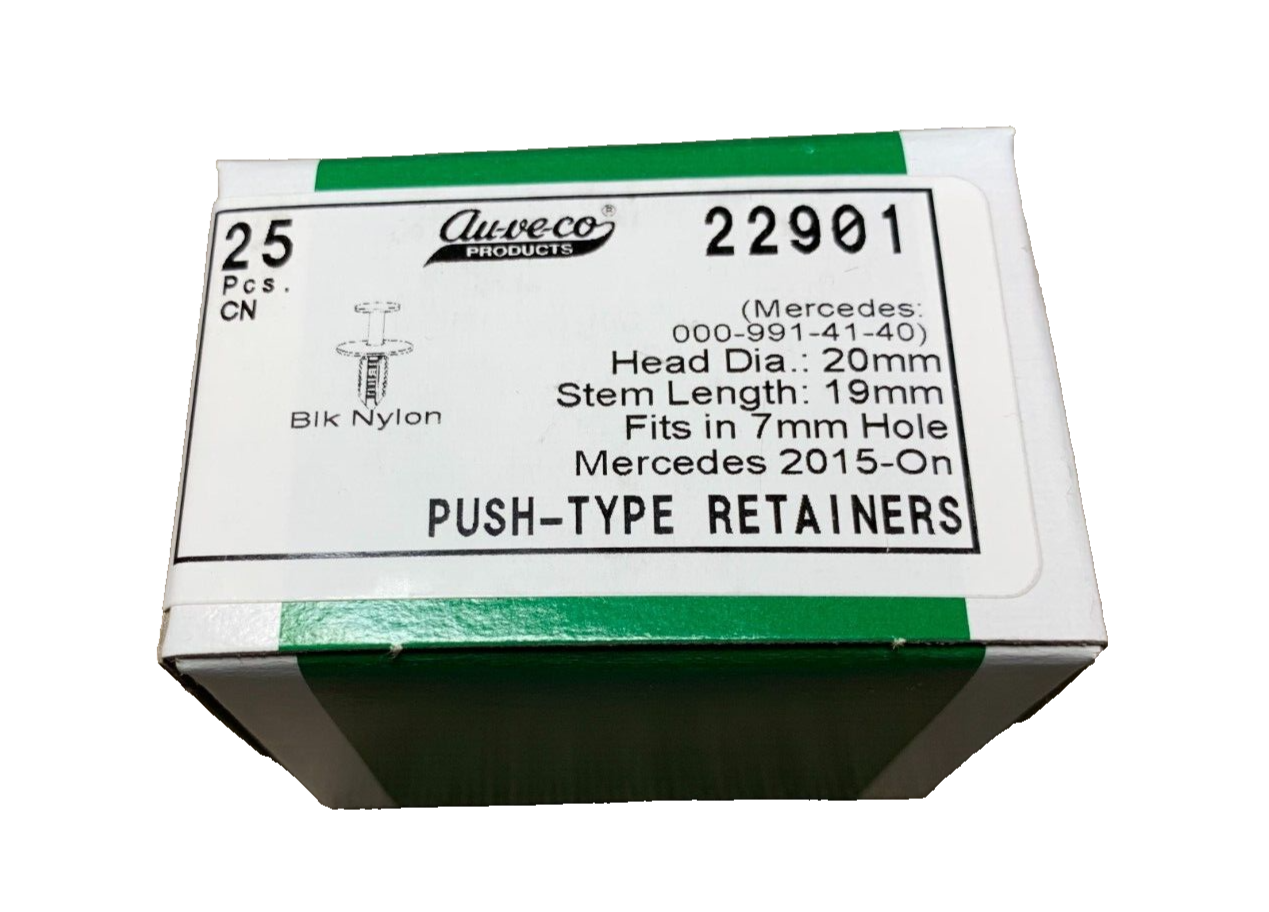 25
Pcs.
CN
Au-ve-co®
PRODUCTS
22901
Blk Nylon
(Mercedes:
000-991-41-40)
Head Dia.: 20mm
Stem Length: 19mm
Fits in 7mm Hole
Mercedes 2015-On
PUSH-TYPE RETAINERS